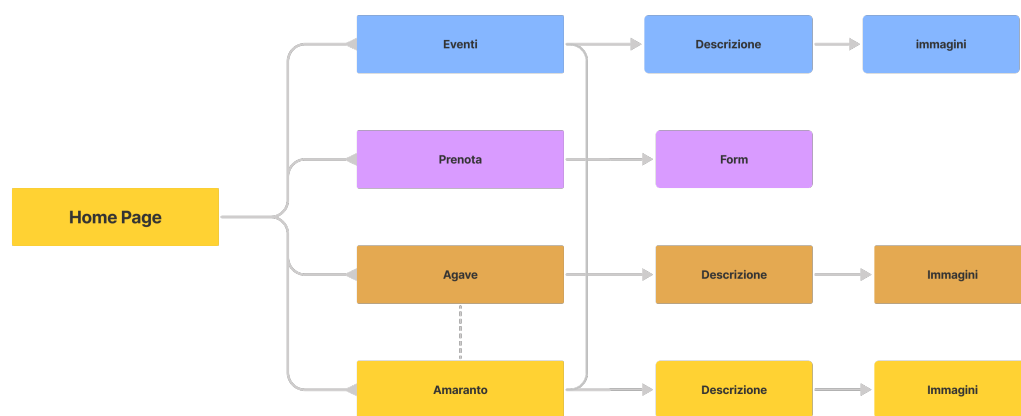 Eventi
Descrizione
immagini
Prenota
Form
Home Page
Agave
Descrizione
Immagini
Amaranto
Descrizione
Immagini